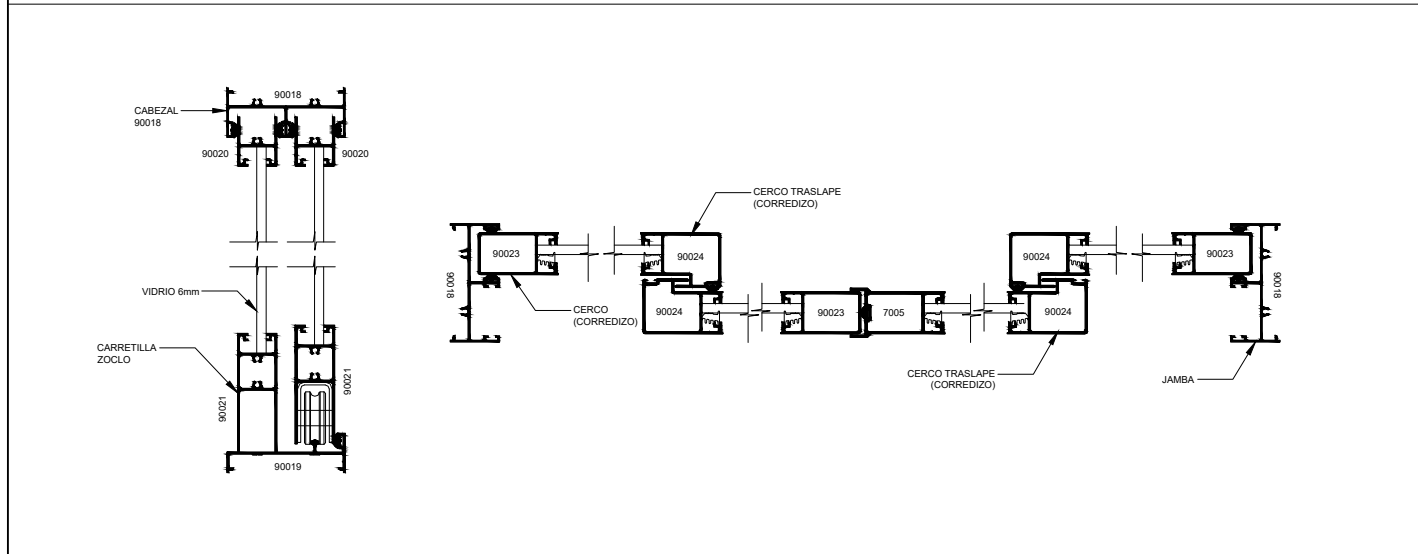 90018
CABEZAL
90018
90020
90020
VIDRIO 6mm
CARRETILLA
ZOCLO
90021
90021
90019
CERCO TRASLAPE
(CORREDIZO)
90018
90023
90024
90024
90023
90018
CERCO
(CORREDIZO)
90024
90023
7005
90024
CERCO TRASLAPE
(CORREDIZO)
JAMBA